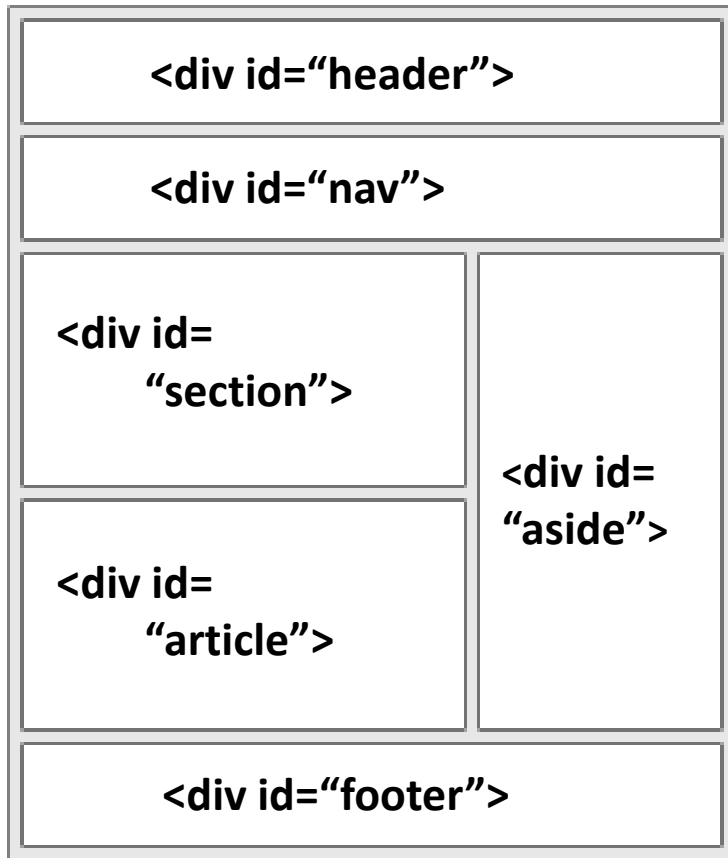 <div id=“header”>
<div id=“nav”>
<div id=
“section”>
<div id=
“article”>
<div id=
“aside”>
<div id=“footer”>